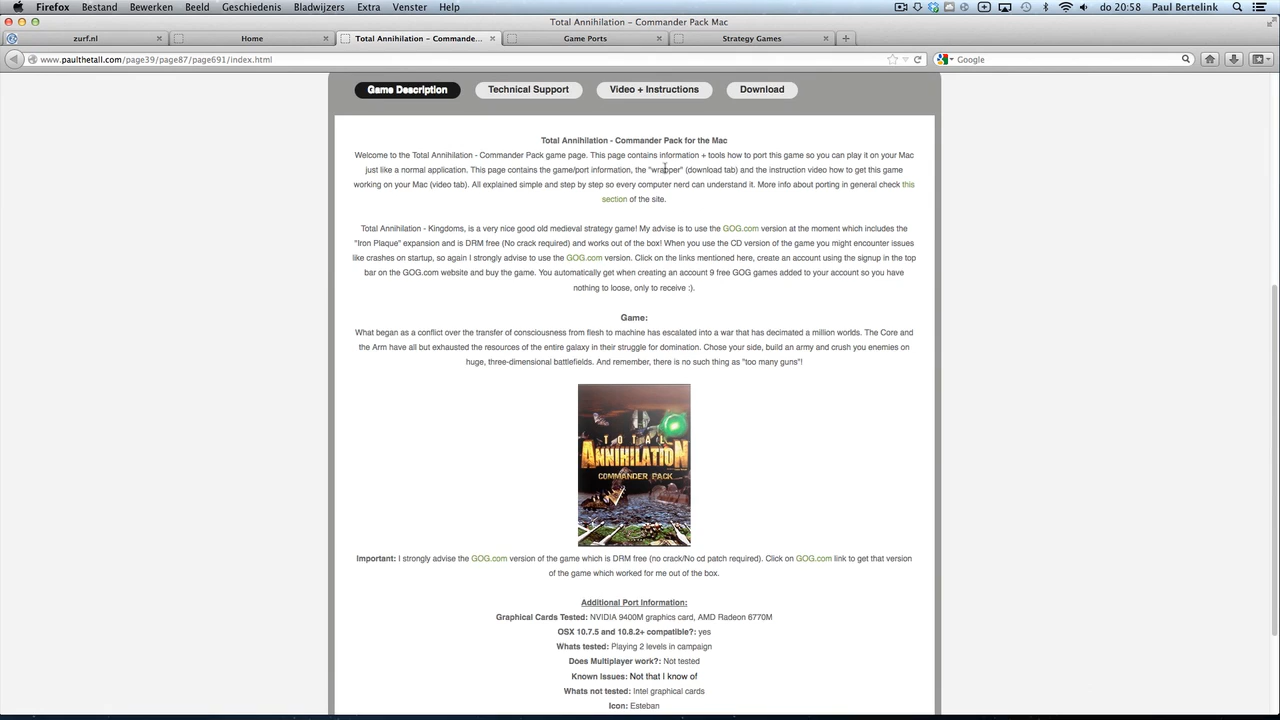 Firefox Bestand Bewerken Beeld Geschiedenis Bladwijzers Extra Venster Help do 20:58 Paul Bertelink
Total Annihilation – Commander Pack Mac
zurf.nl Home Total Annihilation – Commande... Game Ports Strategy Games
www.paulthetall.com/page39/page87/page691/index.html Google
Game Description Technical Support Video + Instructions Download
Total Annihilation - Commander Pack for the Mac
Welcome to the Total Annihilation - Commander Pack game page. This page contains information + tools how to port this game so you can play it on your Mac
just like a normal application. This page contains the game/port information, the "wrapper" (download tab) and the instruction video how to get this game
working on your Mac (video tab). All explained simple and step by step so every computer nerd can understand it. More info about porting in general check this
section of the site.
Total Annihilation - Kingdoms, is a very nice good old medieval strategy game! My advise is to use the GOG.com version at the moment which includes the
"Iron Plaque" expansion and is DRM free (No crack required) and works out of the box! When you use the CD version of the game you might encounter issues
like crashes on startup, so again I strongly advise to use the GOG.com version. Click on the links mentioned here, create an account using the signup in the top
bar on the GOG.com website and buy the game. You automatically get when creating an account 9 free GOG games added to your account so you have
nothing to loose, only to receive :).
Game:
What began as a conflict over the transfer of consciousness from flesh to machine has escalated into a war that has decimated a million worlds. The Core and
the Arm have all but exhausted the resources of the entire galaxy in their struggle for domination. Chose your side, build an army and crush you enemies on
huge, three-dimensional battlefields. And remember, there is no such thing as "too many guns"!
TOTAL
ANNIHILATION
COMMANDER PACK
Important: I strongly advise the GOG.com version of the game which is DRM free (no crack/No cd patch required). Click on GOG.com link to get that version
of the game which worked for me out of the box.
Additional Port Information:
Graphical Cards Tested: NVIDIA 9400M graphics card, AMD Radeon 6770M
OSX 10.7.5 and 10.8.2+ compatible?: yes
Whats tested: Playing 2 levels in campaign
Does Multiplayer work?: Not tested
Known Issues: Not that I know of
Whats not tested: Intel graphical cards
Icon: Esteban